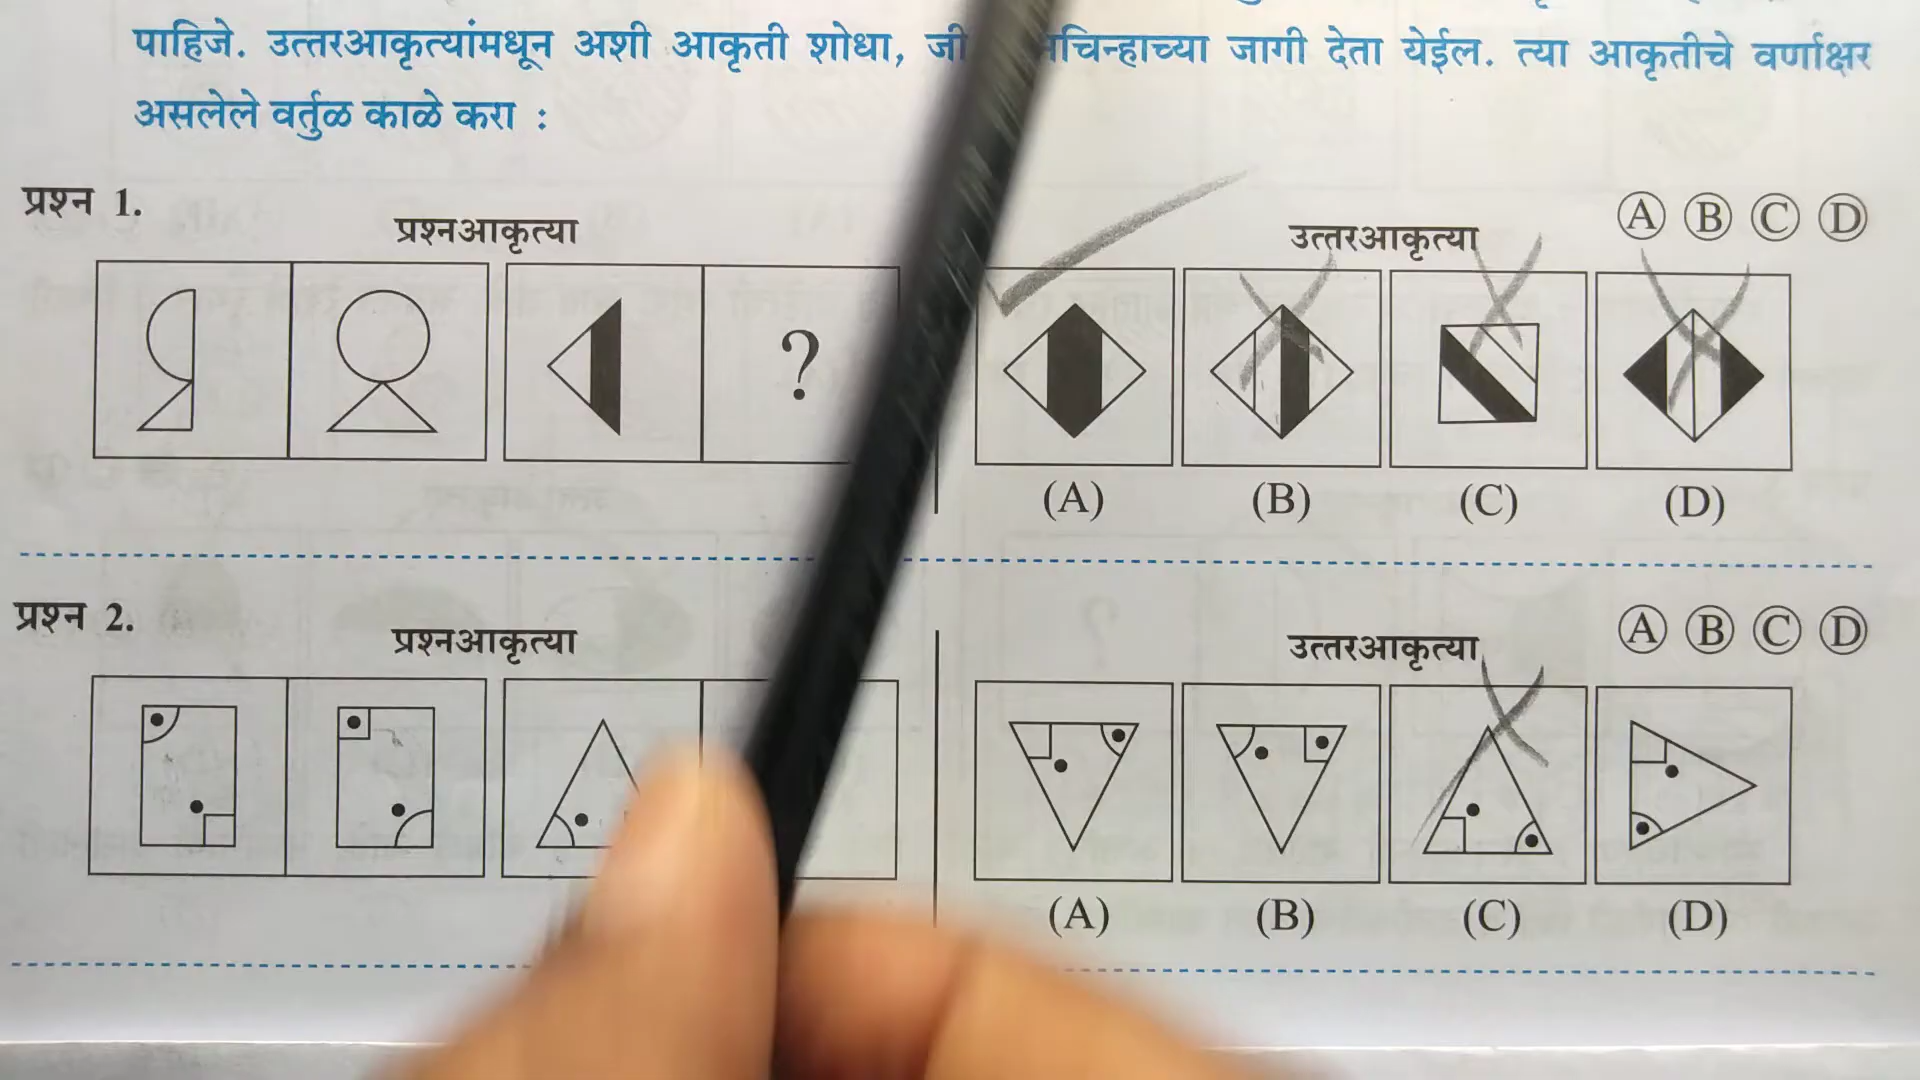 पाहिजे. उत्तरआकृत्यांमधून अशी आकृती शोधा, जी चिन्हाच्या जागी देता येईल. त्या आकृतीचे वर्णाक्षर
असलेले वर्तुळ काळे करा :
प्रश्न 1.
प्रश्नआकृत्या
उत्तरआकृत्या
A B C D
?
(A) (B) (C) (D)
प्रश्न 2.
प्रश्नआकृत्या
उत्तरआकृत्या
A B C D
(A) (B) (C) (D)